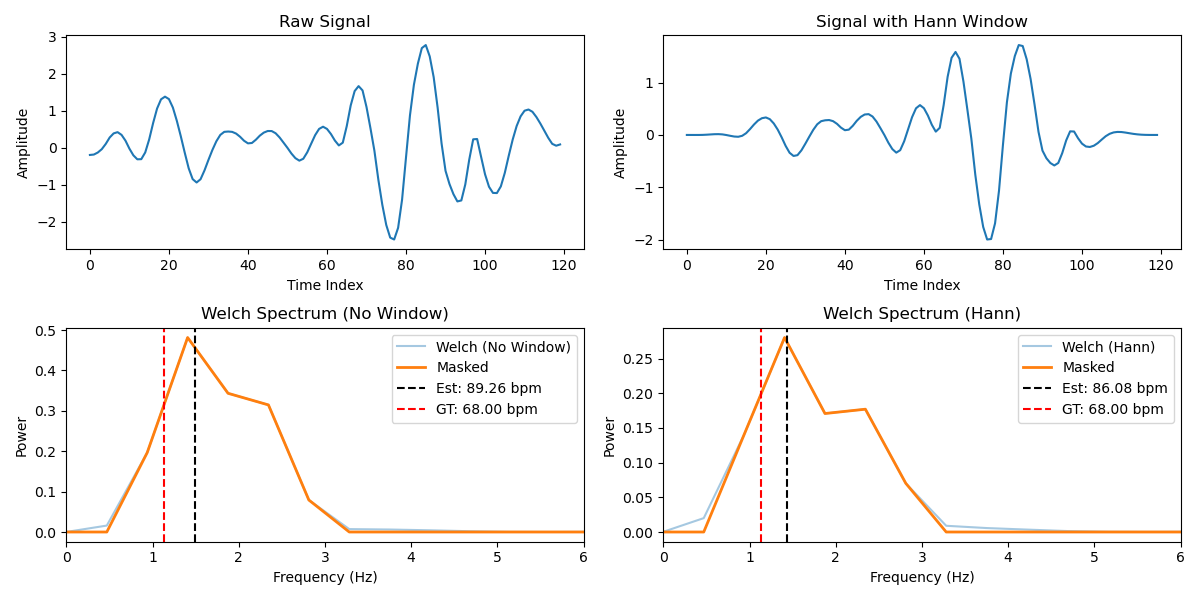 Raw Signal
3
2
1
0
−1
−2
Amplitude
0 20 40 60 80 100 120
Time Index
Signal with Hann Window
1
0
−1
−2
Amplitude
0 20 40 60 80 100 120
Time Index
Welch Spectrum (No Window)
0.5
0.4
0.3
0.2
0.1
0.0
Power
Welch (No Window)
Masked
Est: 89.26 bpm
GT: 68.00 bpm
0 1 2 3 4 5 6
Frequency (Hz)
Welch Spectrum (Hann)
0.25
0.20
0.15
0.10
0.05
0.00
Power
Welch (Hann)
Masked
Est: 86.08 bpm
GT: 68.00 bpm
0 1 2 3 4 5 6
Frequency (Hz)